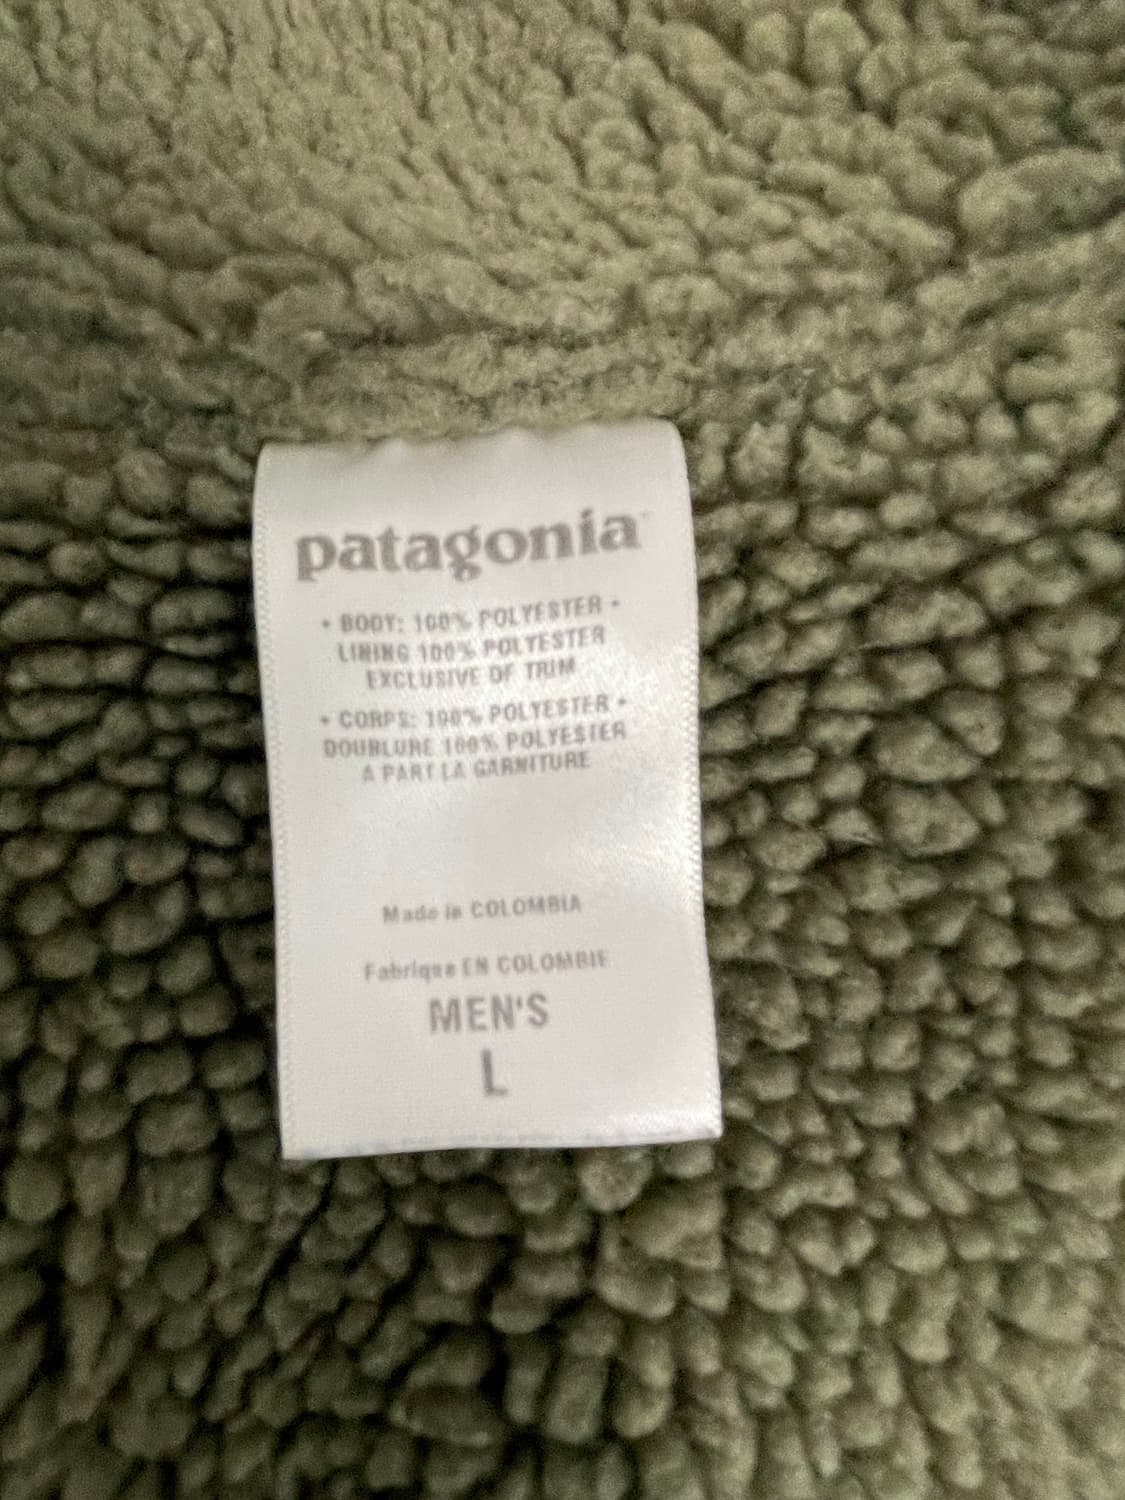 patagonia
• BODY: 100% POLYESTER •
LINING 100% POLYESTER
EXCLUSIVE OF TRIM
• CORPS: 100% POLYESTER •
DOUBLURE 100% POLYESTER
A PART LA GARNITURE
Made in COLOMBIA
Fabrique EN COLOMBIE
MEN'S
L